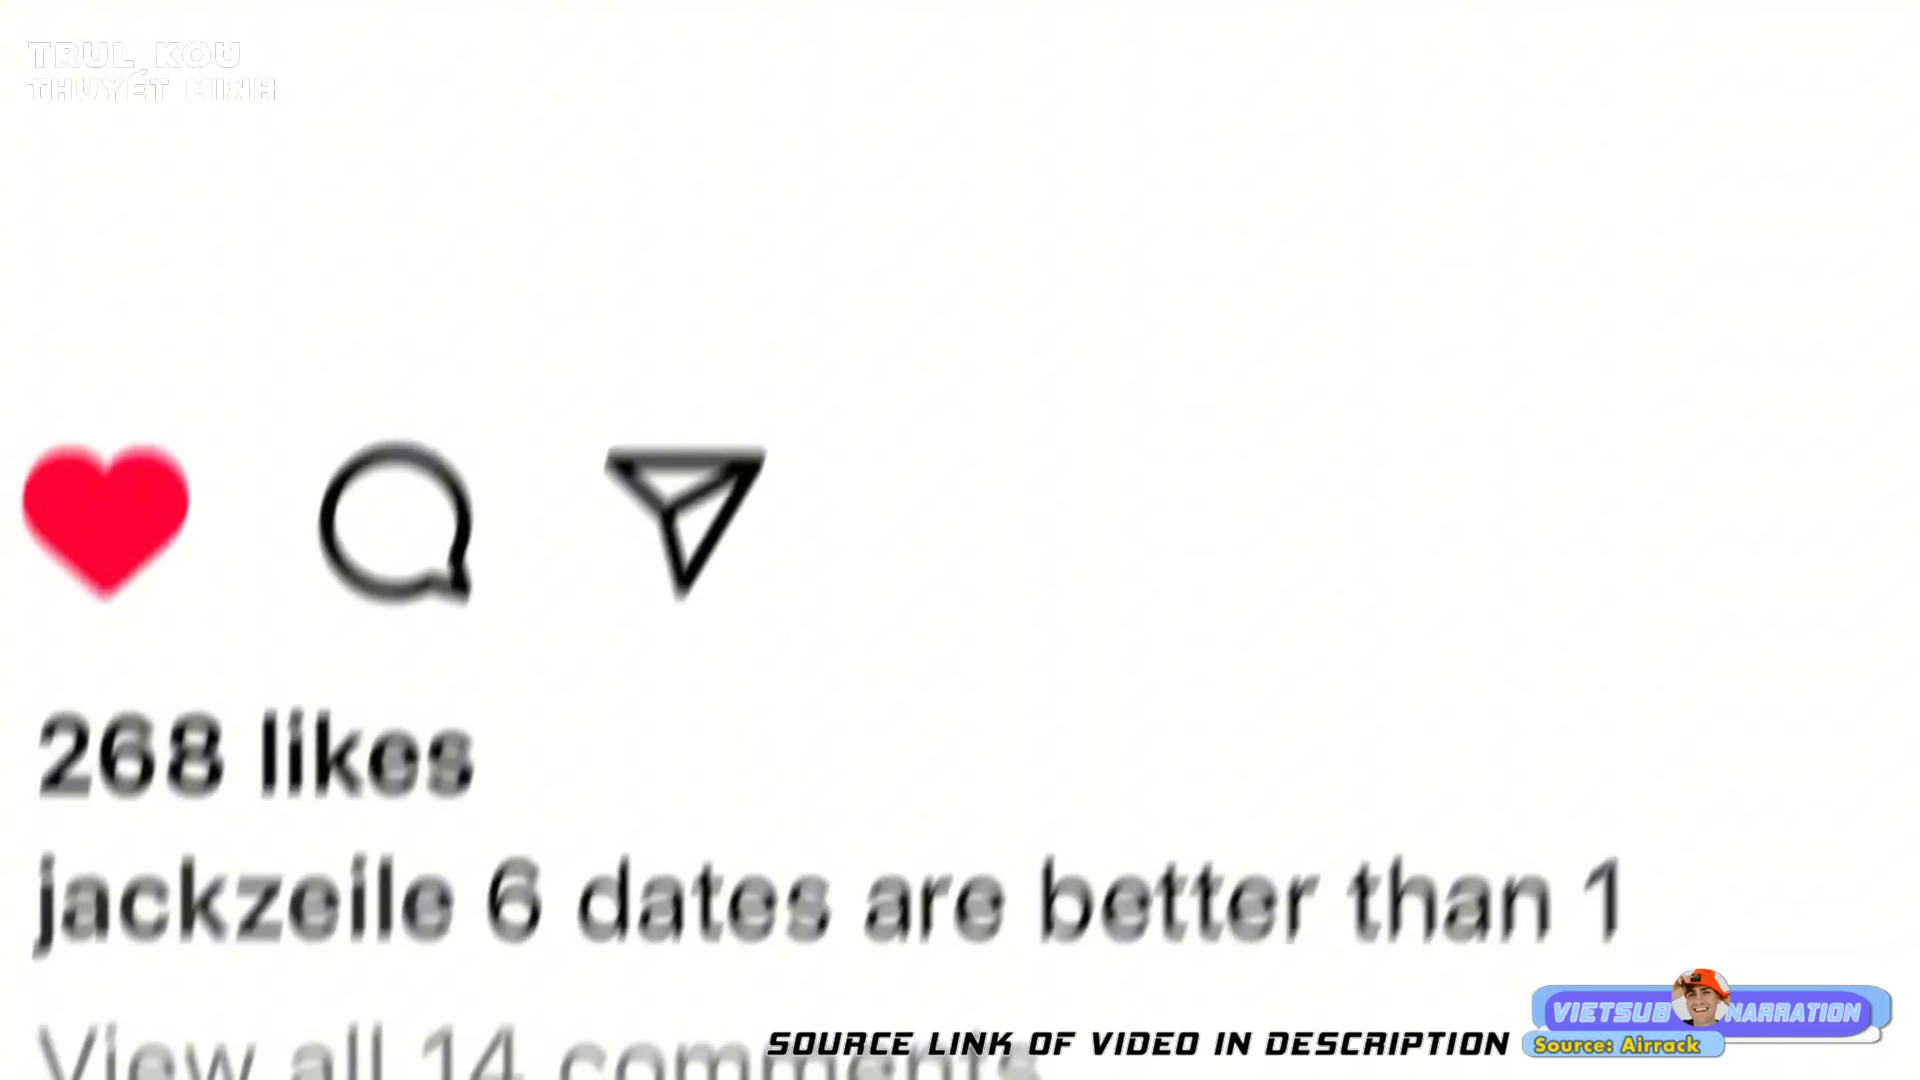 TRUL KOU
THUYẾT MINH
268 likes
jackzeile 6 dates are better than 1
View all 14 comments
SOURCE LINK OF VIDEO IN DESCRIPTION
VIETSUB NARRATION
Source: Airrack